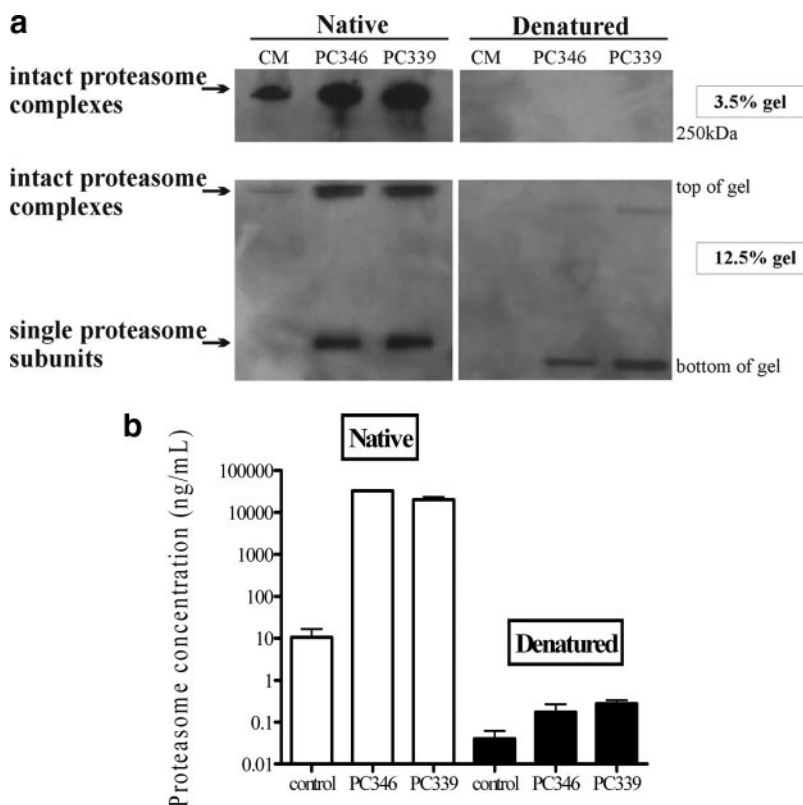 a
Native Denatured
CM PC346 PC339 CM PC346 PC339
intact proteasome
complexes
3.5% gel
250kDa
intact proteasome
complexes
top of gel
12.5% gel
single proteasome
subunits
bottom of gel
b
Proteasome concentration (ng/mL)
Native
100000
10000
1000
100
10
1
0.1
0.01
Denatured
control PC346 PC339 control PC346 PC339